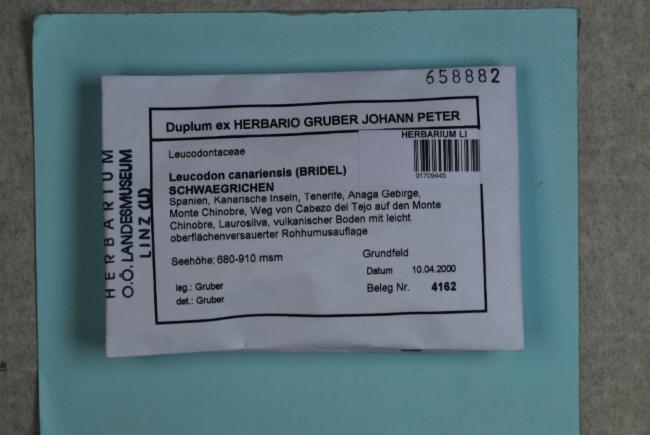 658882
Duplum ex HERBARIO GRUBER JOHANN PETER
HERBARIUM LI
01709445
Leucodontaceae
Leucodon canariensis (BRIDEL)
SCHWAEGRICHEN
Spanien, Kanarische Inseln, Tenerife, Anaga Gebirge,
Monte Chinobre, Weg von Cabezo del Tejo auf den Monte
Chinobre, Laurosilva, vulkanischer Boden mit leicht
oberflächenversauerter Rohhumusauflage
Seehöhe: 680-910 msm
Grundfeld
Datum 10.04.2000
leg.: Gruber
Beleg Nr. 4162
det.: Gruber
HERBARIUM
O.Ö. LANDESMUSEUM
LINZ (LI)